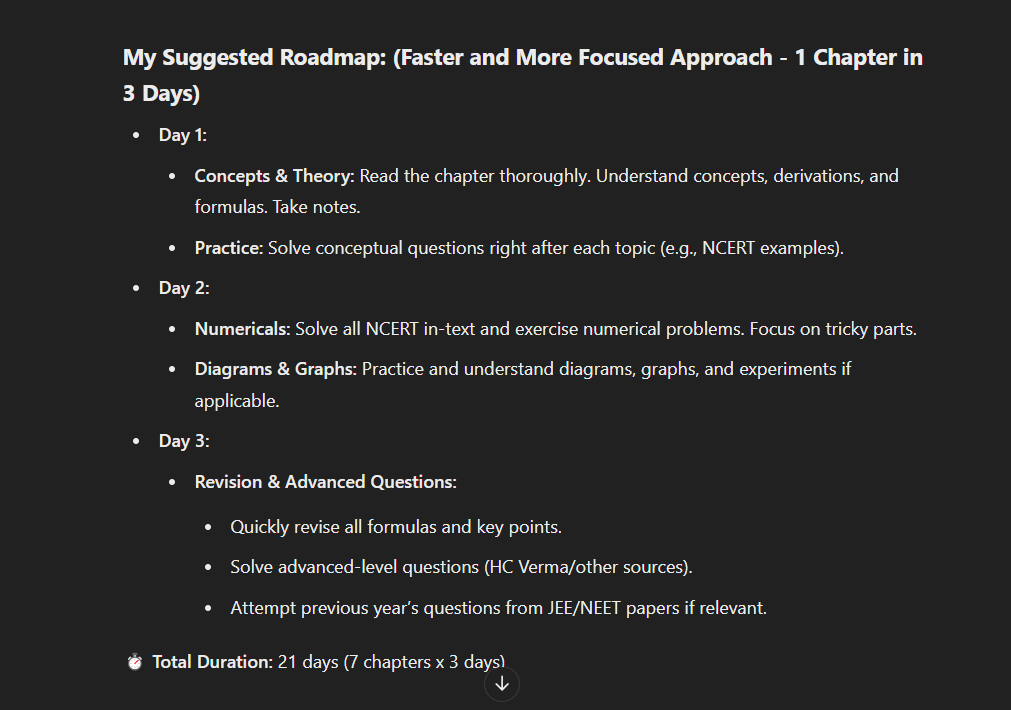 My Suggested Roadmap: (Faster and More Focused Approach - 1 Chapter in
3 Days)
• Day 1:
• Concepts & Theory: Read the chapter thoroughly. Understand concepts, derivations, and
formulas. Take notes.
• Practice: Solve conceptual questions right after each topic (e.g., NCERT examples).
• Day 2:
• Numericals: Solve all NCERT in-text and exercise numerical problems. Focus on tricky parts.
• Diagrams & Graphs: Practice and understand diagrams, graphs, and experiments if
applicable.
• Day 3:
• Revision & Advanced Questions:
• Quickly revise all formulas and key points.
• Solve advanced-level questions (HC Verma/other sources).
• Attempt previous year's questions from JEE/NEET papers if relevant.
⏱ Total Duration: 21 days (7 chapters x 3 days)